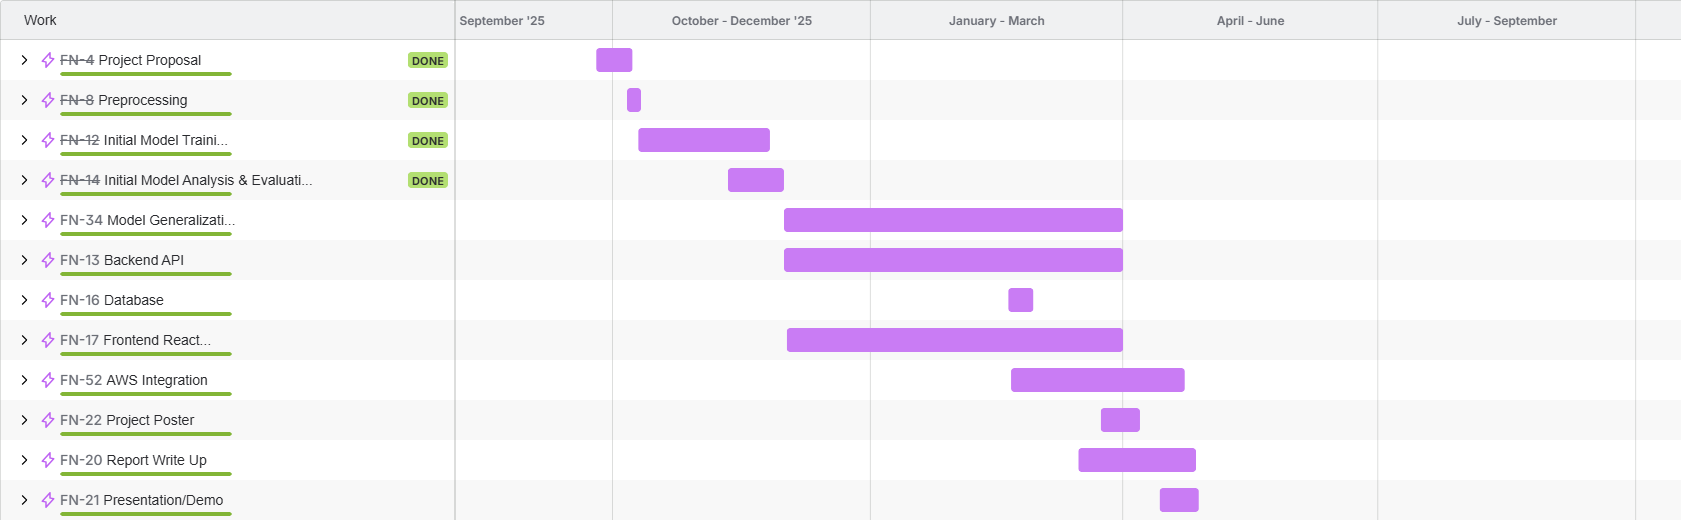 Work September '25 October - December '25 January - March April - June July - September
FN-4 Project Proposal DONE
FN-8 Preprocessing DONE
FN-12 Initial Model Traini... DONE
FN-14 Initial Model Analysis & Evaluati... DONE
FN-34 Model Generalizati...
FN-13 Backend API
FN-16 Database
FN-17 Frontend React...
FN-52 AWS Integration
FN-22 Project Poster
FN-20 Report Write Up
FN-21 Presentation/Demo